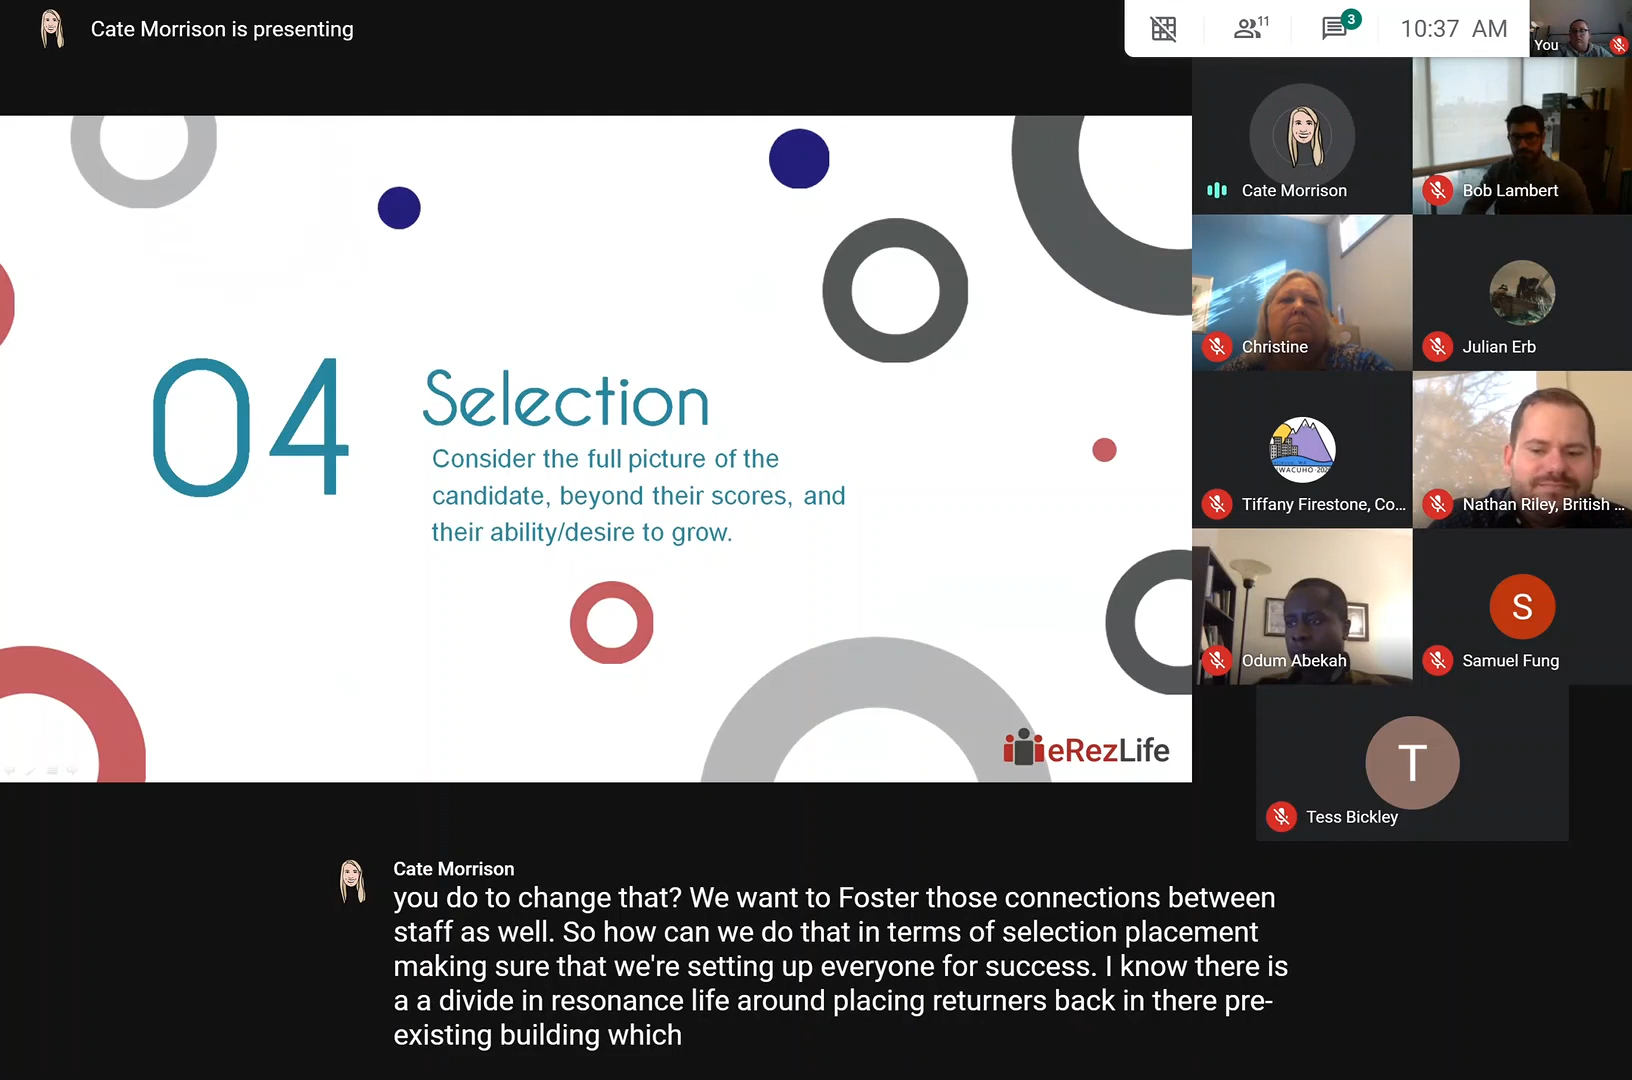 Cate Morrison is presenting
11
3
10:37 AM
You
Cate Morrison
Bob Lambert
Christine
Julian Erb
Tiffany Firestone, Co...
Nathan Riley, British ...
Odum Abekah
S
Samuel Fung
T
Tess Bickley
04
Selection
Consider the full picture of the
candidate, beyond their scores, and
their ability/desire to grow.
eRezLife
Cate Morrison
you do to change that? We want to Foster those connections between
staff as well. So how can we do that in terms of selection placement
making sure that we're setting up everyone for success. I know there is
a a divide in resonance life around placing returners back in there pre-
existing building which